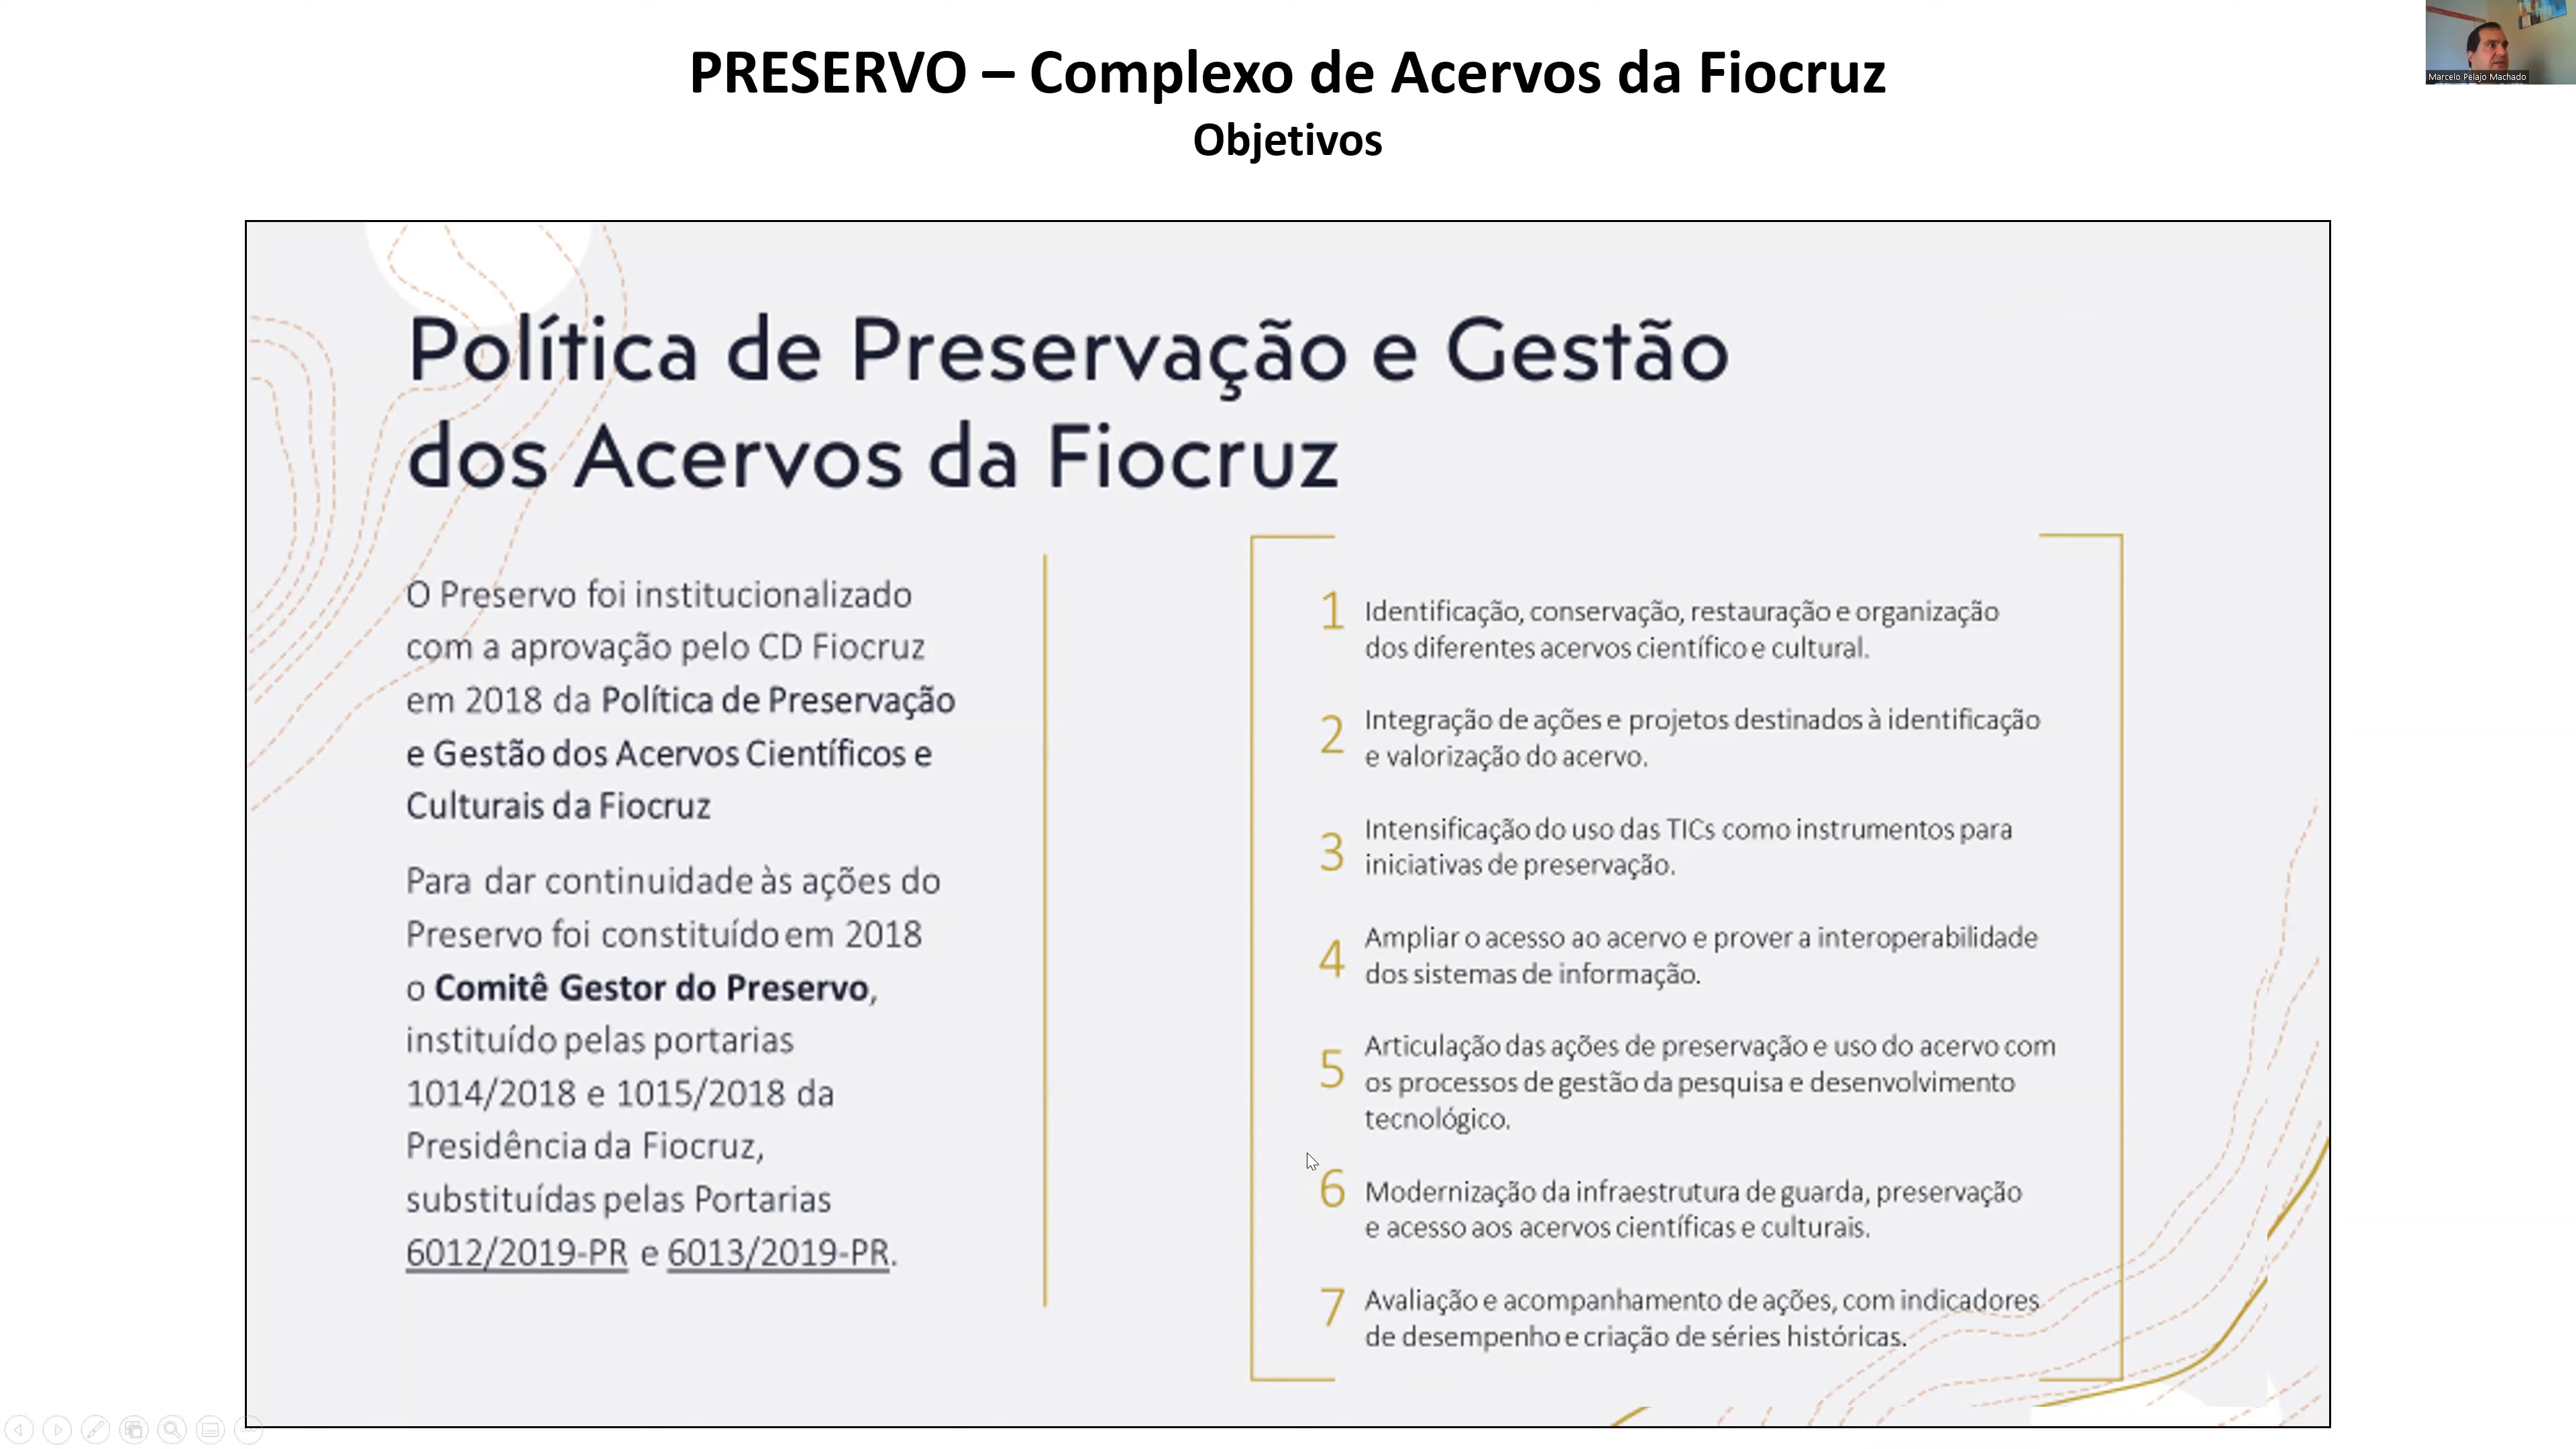 PRESERVO – Complexo de Acervos da Fiocruz
Objetivos
Marcelo Pelajo Machado
Política de Preservação e Gestão
dos Acervos da Fiocruz
O Preservo foi institucionalizado
com a aprovação pelo CD Fiocruz
em 2018 da Política de Preservação
e Gestão dos Acervos Científicos e
Culturais da Fiocruz
Para dar continuidade às ações do
Preservo foi constituído em 2018
o Comitê Gestor do Preservo,
instituído pelas portarias
1014/2018 e 1015/2018 da
Presidência da Fiocruz,
substituídas pelas Portarias
6012/2019-PR e 6013/2019-PR.
1 Identificação, conservação, restauração e organização
dos diferentes acervos científico e cultural.
2 Integração de ações e projetos destinados à identificação
e valorização do acervo.
3 Intensificação do uso das TICs como instrumentos para
iniciativas de preservação.
4 Ampliar o acesso ao acervo e prover a interoperabilidade
dos sistemas de informação.
5 Articulação das ações de preservação e uso do acervo com
os processos de gestão da pesquisa e desenvolvimento
tecnológico.
6 Modernização da infraestrutura de guarda, preservação
e acesso aos acervos científicas e culturais.
7 Avaliação e acompanhamento de ações, com indicadores
de desempenho e criação de séries históricas.